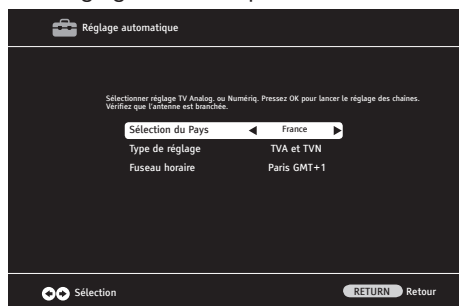 Réglage automatique
Sélectionner réglage TV Analog. ou Numériq. Pressez OK pour lancer le réglage des chaînes.
Vérifiez que l'antenne est branchée.
Sélection du Pays France
Type de réglage TVA et TVN
Fuseau horaire Paris GMT+1
Sélection RETURN Retour